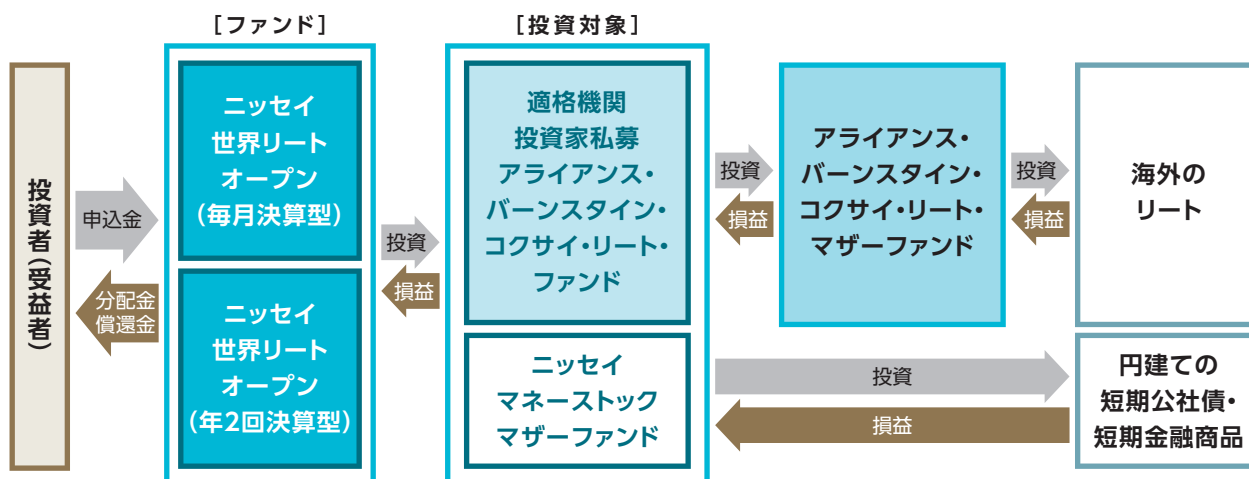 ［ファンド］
［投資対象］
投資者（受益者）
申込金
分配金
償還金
ニッセイ
世界リート
オープン
（毎月決算型）
ニッセイ
世界リート
オープン
（年2回決算型）
投資
損益
適格機関
投資家私募
アライアンス・
バーンスタイン・
コクサイ・リート・
ファンド
ニッセイ
マネーストック
マザーファンド
投資
損益
アライアンス・
バーンスタイン・
コクサイ・リート・
マザーファンド
投資
損益
海外の
リート
投資
損益
円建ての
短期公社債・
短期金融商品